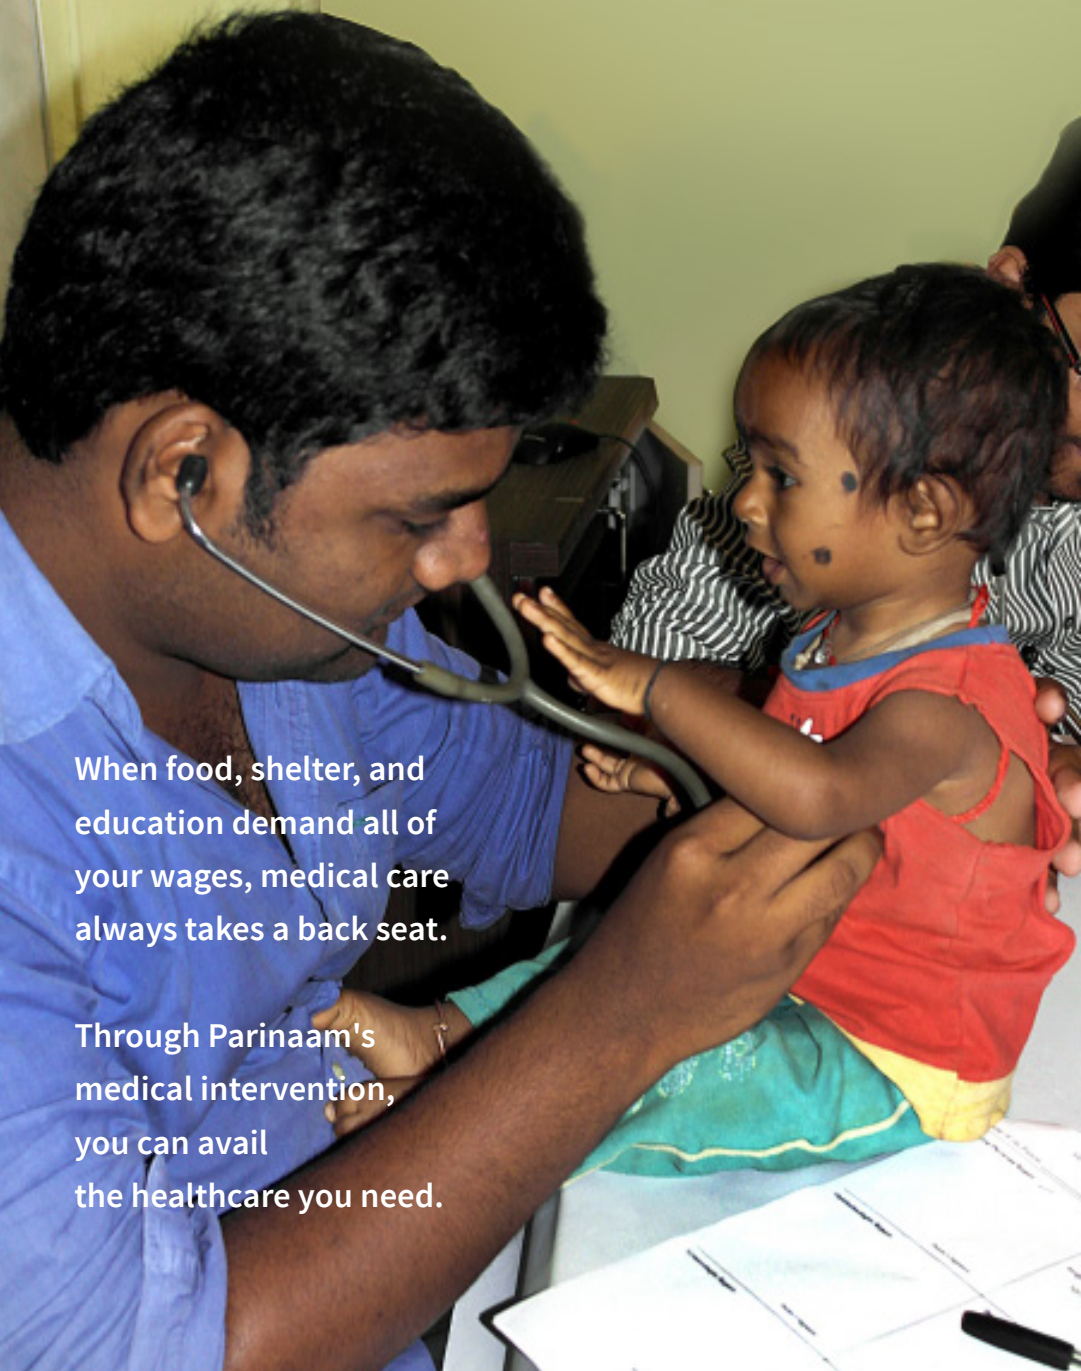 When food, shelter, and
education demand all of
your wages, medical care
always takes a back seat.
Through Parinaam's
medical intervention,
you can avail
the healthcare you need.